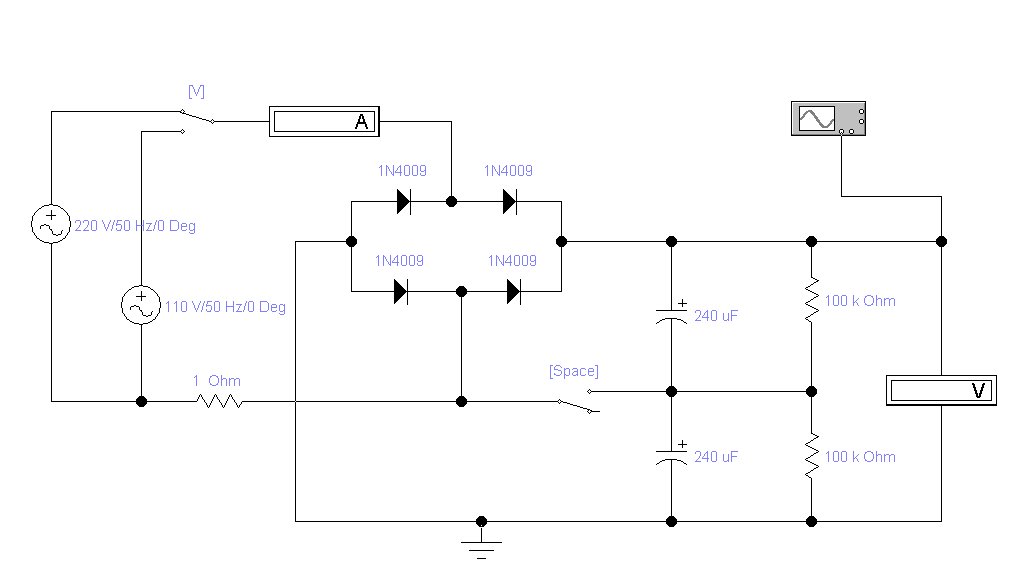 [V]
A
1N4009 1N4009
220 V/50 Hz/0 Deg
1N4009 1N4009
110 V/50 Hz/0 Deg
100 k Ohm
240 uF
1 Ohm
[Space]
V
240 uF
100 k Ohm